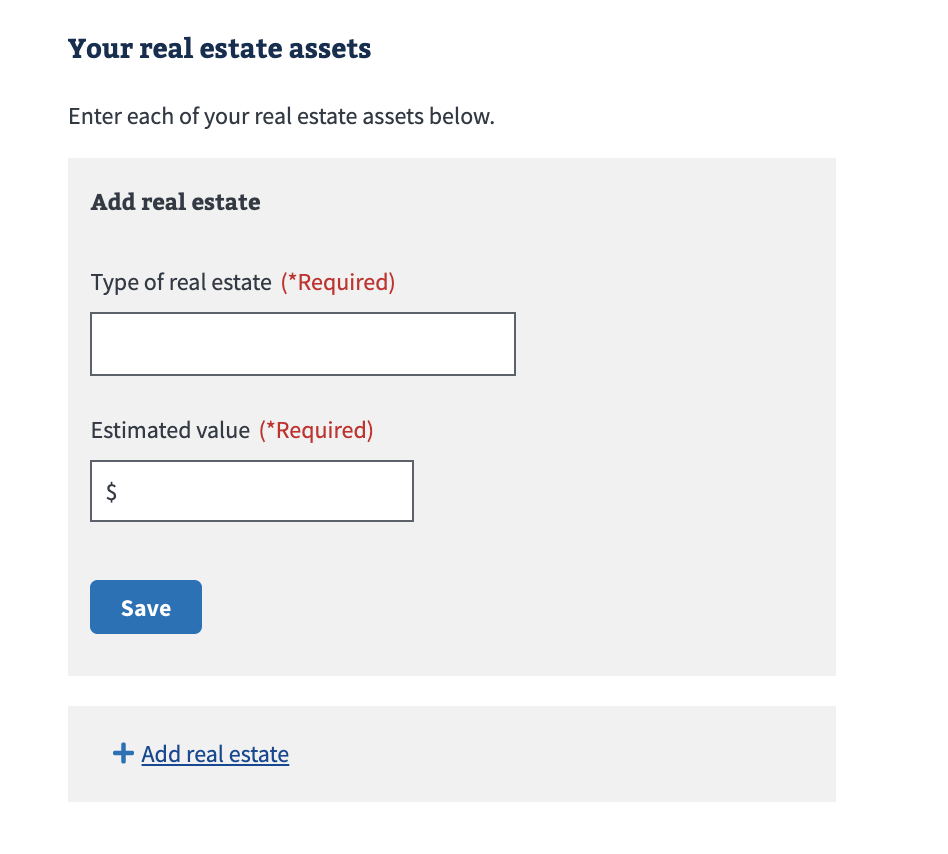 Your real estate assets
Enter each of your real estate assets below.
Add real estate
Type of real estate (*Required)
Estimated value (*Required)
$
Save
Add real estate